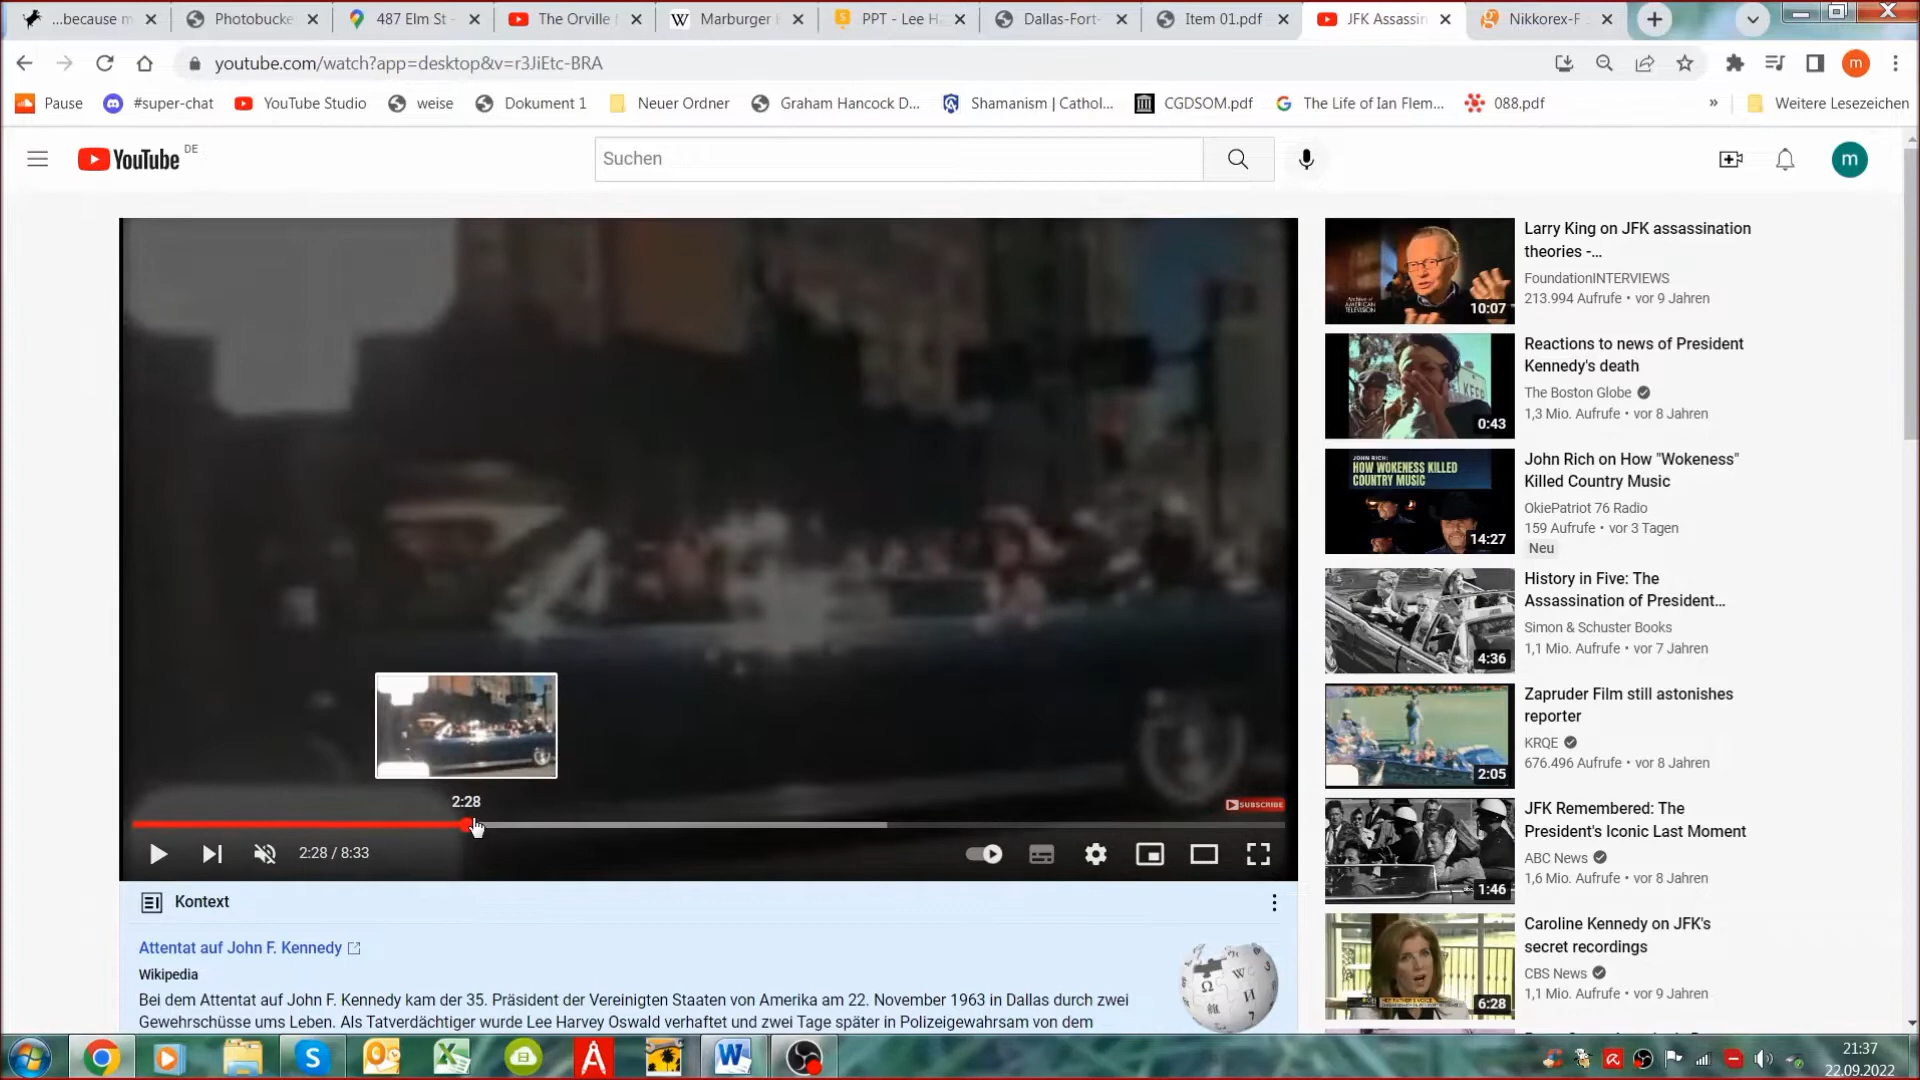 ...because m
Photobucke
487 Elm St -
The Orville
Marburger
PPT - Lee H
Dallas-Fort-
Item 01.pdf
JFK Assassin
Nikkorex-F
youtube.com/watch?app=desktop&v=r3JiEtc-BRA
m
Pause
#super-chat
YouTube Studio
weise
Dokument 1
Neuer Ordner
Graham Hancock D...
Shamanism | Cathol...
CGDSOM.pdf
The Life of Ian Flem...
088.pdf
»
Weitere Lesezeichen
YouTube DE
Suchen
m
Larry King on JFK assassination
theories -...
FoundationINTERVIEWS
213.994 Aufrufe • vor 9 Jahren
Archive of
AMERICAN
TELEVISION
10:07
Reactions to news of President
Kennedy's death
The Boston Globe
1,3 Mio. Aufrufe • vor 8 Jahren
KEEP
0:43
John Rich on How "Wokeness"
Killed Country Music
OkiePatriot 76 Radio
159 Aufrufe • vor 3 Tagen
Neu
JOHN RICH:
HOW WOKENESS KILLED
COUNTRY MUSIC
14:27
History in Five: The
Assassination of President...
Simon & Schuster Books
1,1 Mio. Aufrufe • vor 7 Jahren
4:36
Zapruder Film still astonishes
reporter
KRQE
676.496 Aufrufe • vor 8 Jahren
2:05
JFK Remembered: The
President's Iconic Last Moment
ABC News
1,6 Mio. Aufrufe • vor 8 Jahren
1:46
Caroline Kennedy on JFK's
secret recordings
CBS News
1,1 Mio. Aufrufe • vor 9 Jahren
6:28
2:28
SUBSCRIBE
2:28 / 8:33
Kontext
Attentat auf John F. Kennedy
Wikipedia
Bei dem Attentat auf John F. Kennedy kam der 35. Präsident der Vereinigten Staaten von Amerika am 22. November 1963 in Dallas durch zwei
Gewehrschüsse ums Leben. Als Tatverdächtiger wurde Lee Harvey Oswald verhaftet und zwei Tage später in Polizeigewahrsam von dem
21:37
22.09.2022